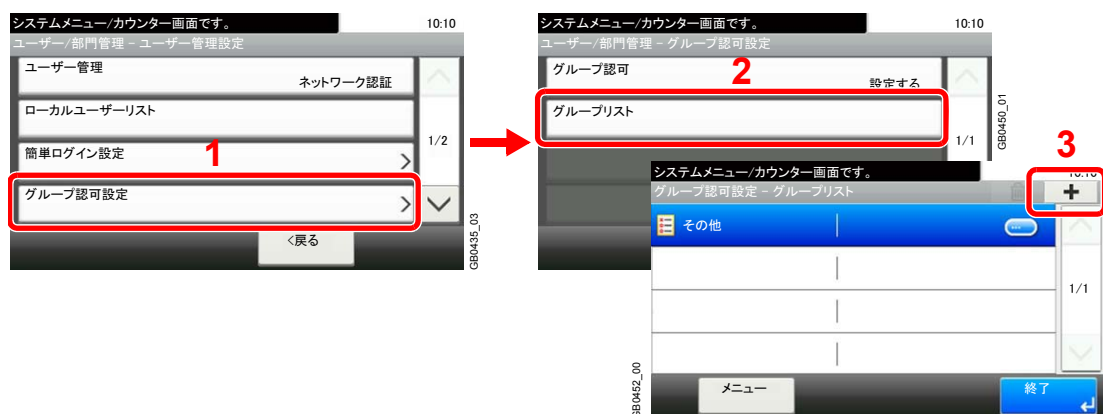 システムメニュー/カウンター画面です。 10:10
ユーザー/部門管理 - ユーザー管理設定
ユーザー管理
ネットワーク認証
ローカルユーザーリスト
1/2
簡単ログイン設定
1
グループ認可設定
<戻る
GB0435_03
システムメニュー/カウンター画面です。 10:10
ユーザー/部門管理 - グループ認可設定
グループ認可
2
設定する
グループリスト
1/1
GB0450_01
3
システムメニュー/カウンター画面です。 10:10
グループ認可設定 - グループリスト
+
その他
...
1/1
メニュー
終了
GB0452_00